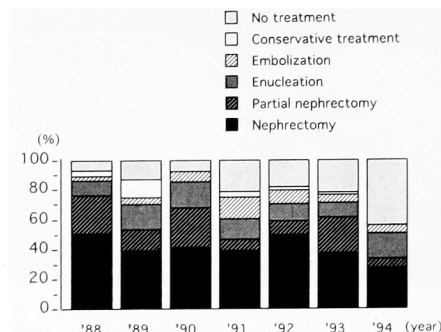 No treatment
Conservative treatment
Embolization
Enucleation
Partial nephrectomy
Nephrectomy
(%)
100
80
60
40
20
0
'88 '89 '90 '91 '92 '93 '94 (year)